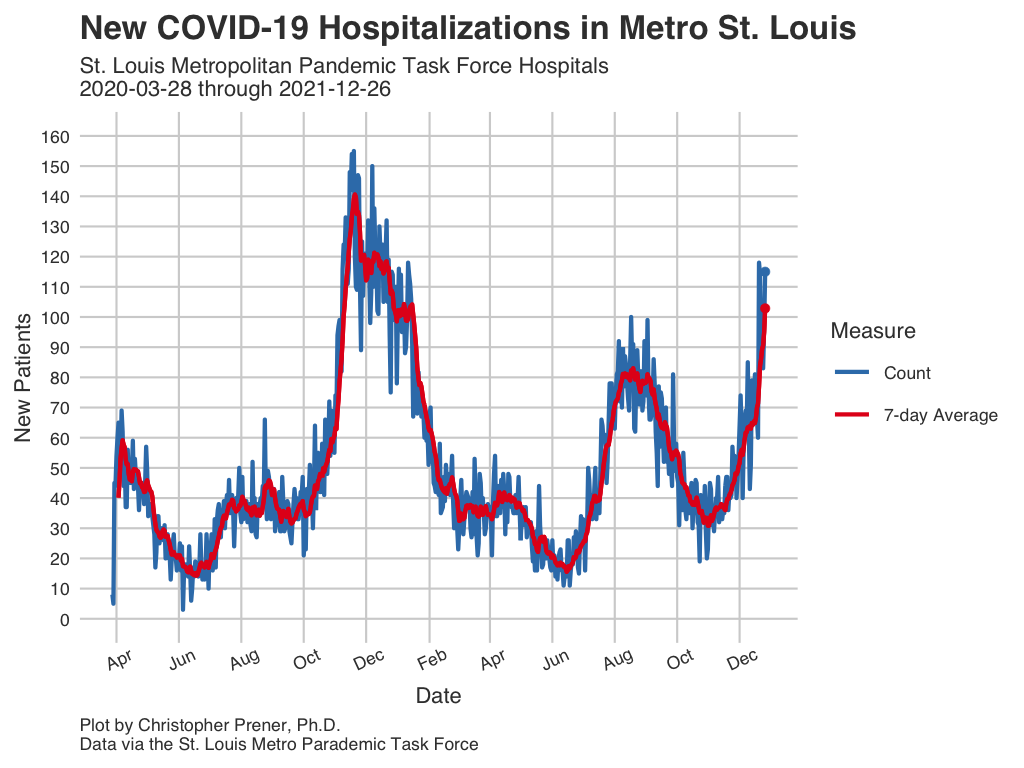 New COVID-19 Hospitalizations in Metro St. Louis
St. Louis Metropolitan Pandemic Task Force Hospitals
2020-03-28 through 2021-12-26
160
150
140
130
120
110
100
90
80
70
60
50
40
30
20
10
0
New Patients
Apr Jun Aug Oct Dec Feb Apr Jun Aug Oct Dec
Date
Measure
Count
7-day Average
Plot by Christopher Prener, Ph.D.
Data via the St. Louis Metro Parademic Task Force